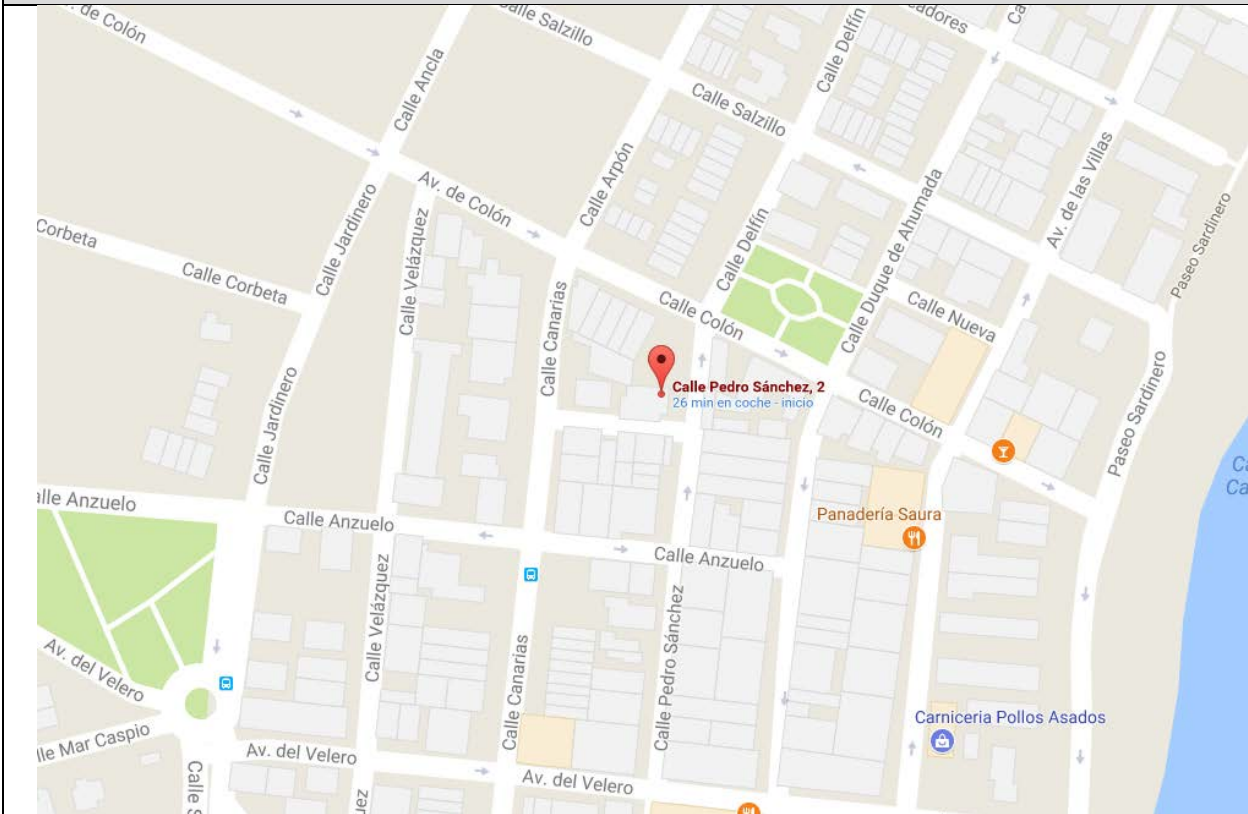 de Colón
Calle Salzillo
adores
Calle Ancla
Calle Delfín
Calle Salzillo
Av. de las Villas
Calle Arpón
Av. de Colón
Calle Jardinero
Calle Velázquez
Calle Duque de Ahumada
Paseo Sardinero
Corbeta
Calle Corbeta
Calle Delfín
Calle Canarias
Calle Colón
Calle Nueva
Calle Pedro Sánchez, 2
26 min en coche - inicio
Calle Colón
Paseo Sardinero
Calle Jardinero
Calle Anzuelo
Calle Anzuelo
Panadería Saura
Calle Anzuelo
Calle Velázquez
Calle Pedro Sánchez
Calle Canarias
Av. del Velero
Carniceria Pollos Asados
lle Mar Caspio
Av. del Velero
Av. del Velero
Calle